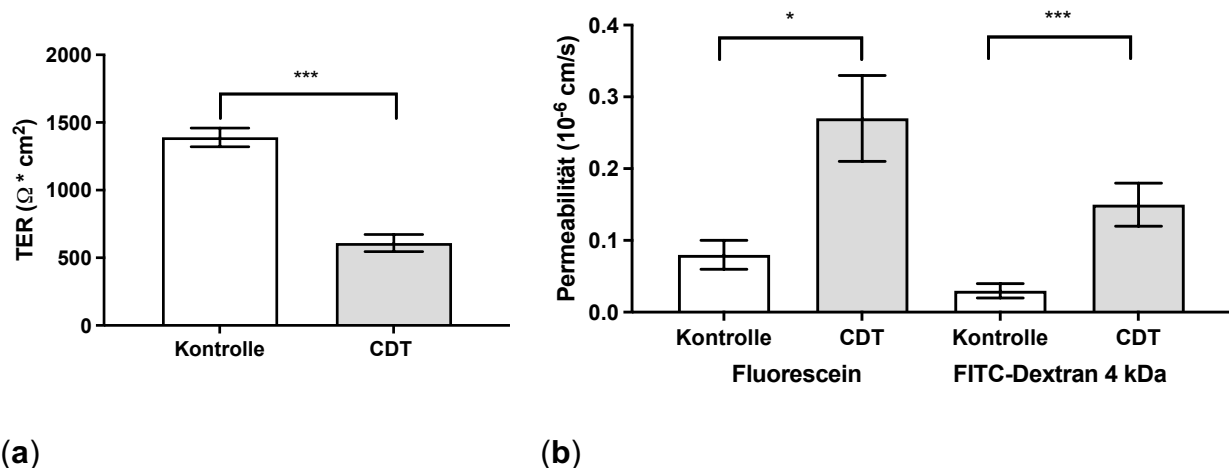 2000
1500
1000
500
0
TER (Ω * cm²)
***
Kontrolle CDT
(a)
0.4
0.3
0.2
0.1
0.0
Permeabilität (10⁻⁶ cm/s)
* ***
Kontrolle CDT Kontrolle CDT
Fluorescein FITC-Dextran 4 kDa
(b)